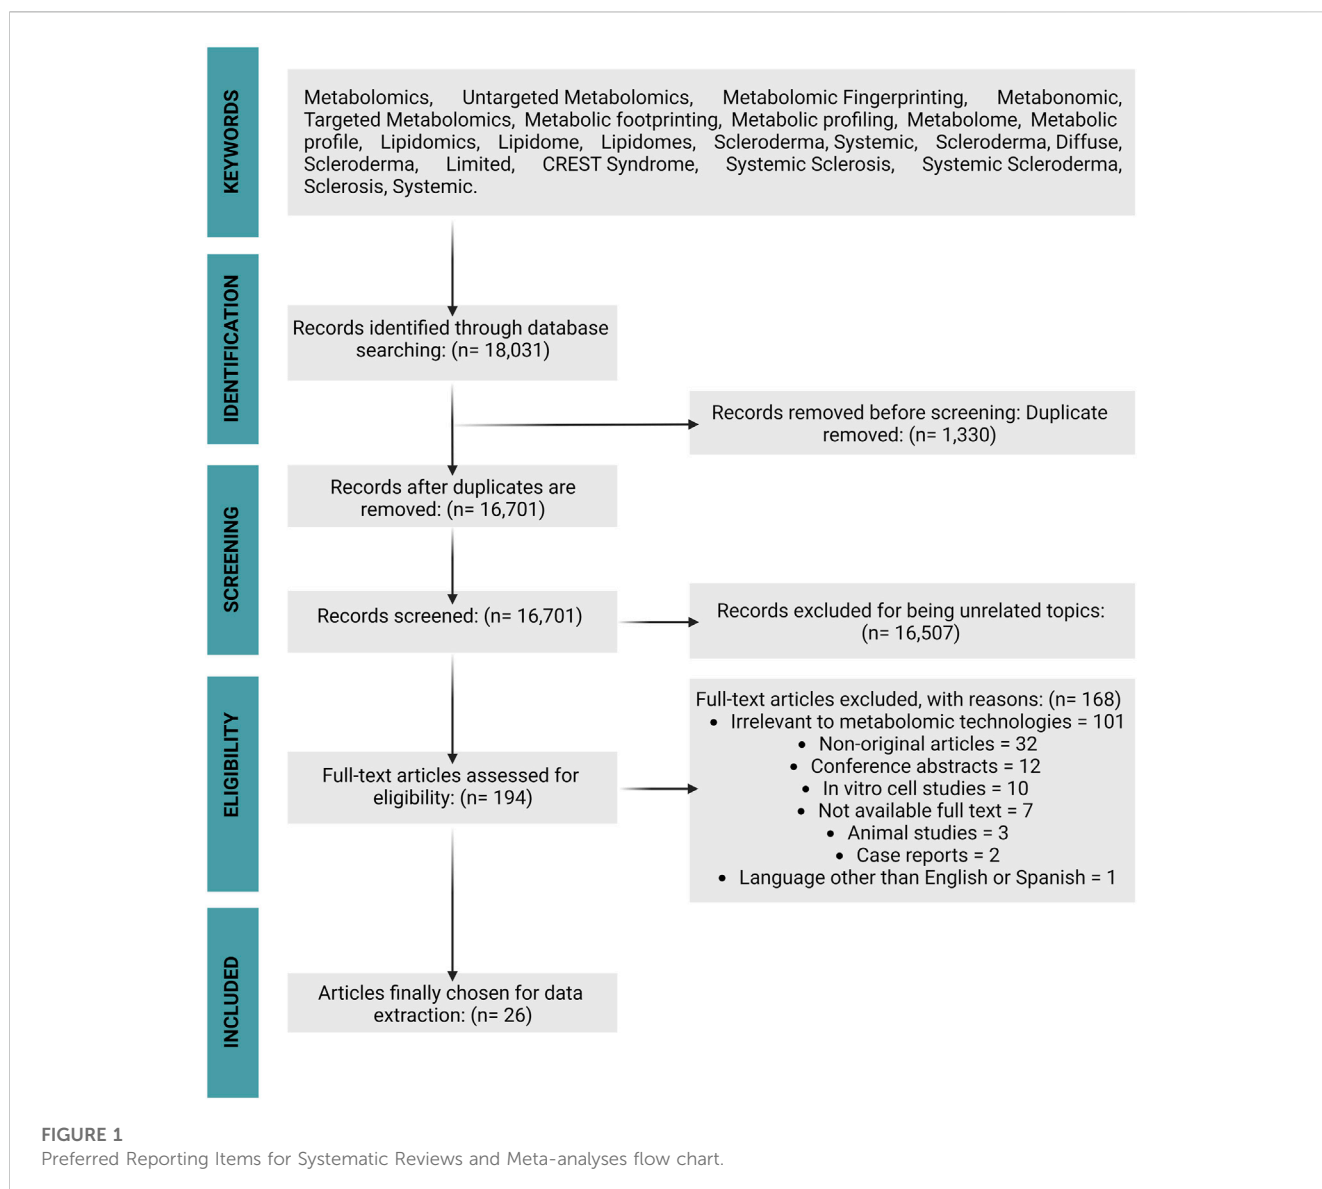 KEYWORDS
Metabolomics, Untargeted Metabolomics, Metabolomic Fingerprinting, Metabonomic,
Targeted Metabolomics, Metabolic footprinting, Metabolic profiling, Metabolome, Metabolic
profile, Lipidomics, Lipidome, Lipidomes, Scleroderma, Systemic, Scleroderma, Diffuse,
Scleroderma, Limited, CREST Syndrome, Systemic Sclerosis, Systemic Scleroderma,
Sclerosis, Systemic.
IDENTIFICATION
Records identified through database
searching: (n= 18,031)
Records removed before screening: Duplicate
removed: (n= 1,330)
SCREENING
Records after duplicates are
removed: (n= 16,701)
Records screened: (n= 16,701)
Records excluded for being unrelated topics:
(n= 16,507)
ELIGIBILITY
Full-text articles assessed for
eligibility: (n= 194)
Full-text articles excluded, with reasons: (n= 168)
• Irrelevant to metabolomic technologies = 101
• Non-original articles = 32
• Conference abstracts = 12
• In vitro cell studies = 10
• Not available full text = 7
• Animal studies = 3
• Case reports = 2
• Language other than English or Spanish = 1
INCLUDED
Articles finally chosen for data
extraction: (n= 26)
FIGURE 1
Preferred Reporting Items for Systematic Reviews and Meta-analyses flow chart.